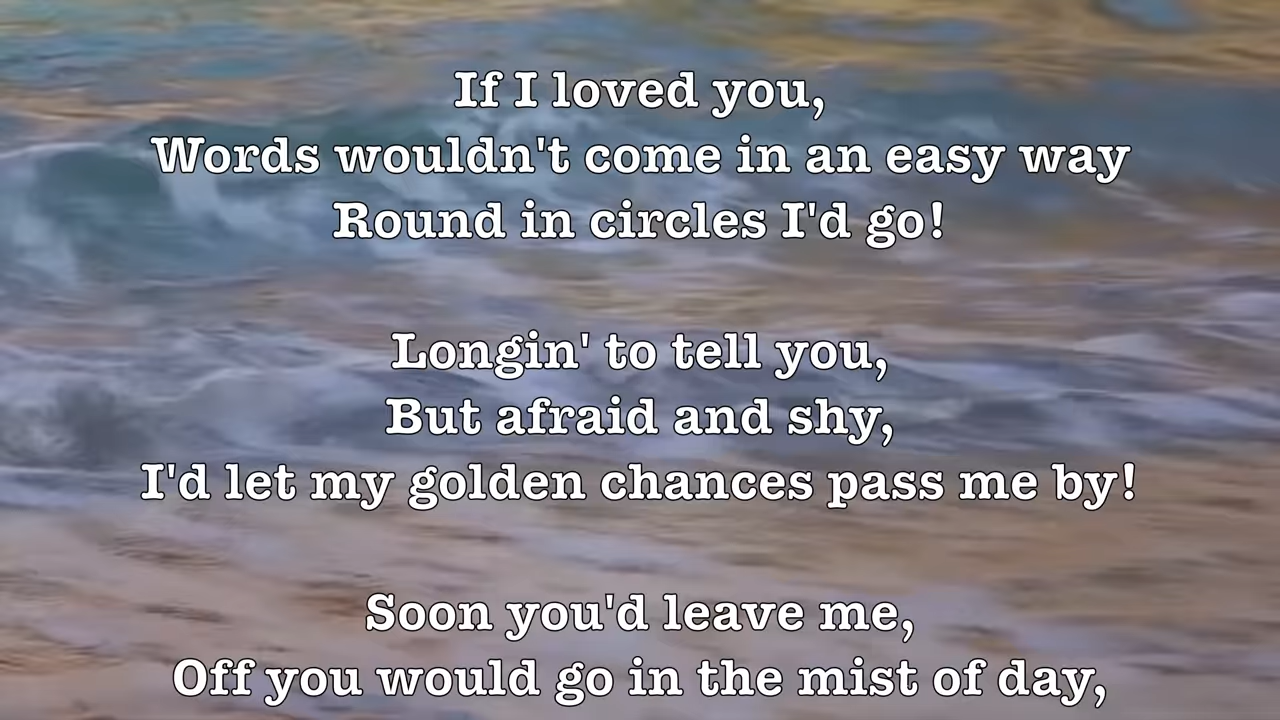 If I loved you,
Words wouldn't come in an easy way
Round in circles I'd go!
Longin' to tell you,
But afraid and shy,
I'd let my golden chances pass me by!
Soon you'd leave me,
Off you would go in the mist of day,